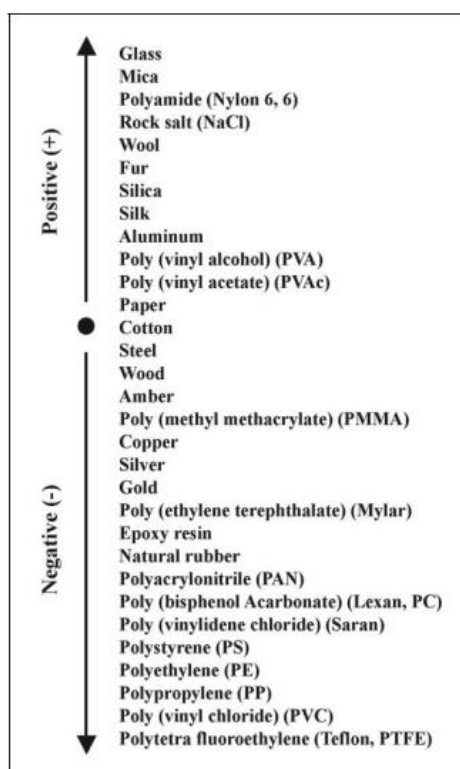 Positive (+)
Negative (-)
Glass
Mica
Polyamide (Nylon 6, 6)
Rock salt (NaCl)
Wool
Fur
Silica
Silk
Aluminum
Poly (vinyl alcohol) (PVA)
Poly (vinyl acetate) (PVAc)
Paper
Cotton
Steel
Wood
Amber
Poly (methyl methacrylate) (PMMA)
Copper
Silver
Gold
Poly (ethylene terephthalate) (Mylar)
Epoxy resin
Natural rubber
Polyacrylonitrile (PAN)
Poly (bisphenol Acarbonate) (Lexan, PC)
Poly (vinylidene chloride) (Saran)
Polystyrene (PS)
Polyethylene (PE)
Polypropylene (PP)
Poly (vinyl chloride) (PVC)
Polytetra fluoroethylene (Teflon, PTFE)